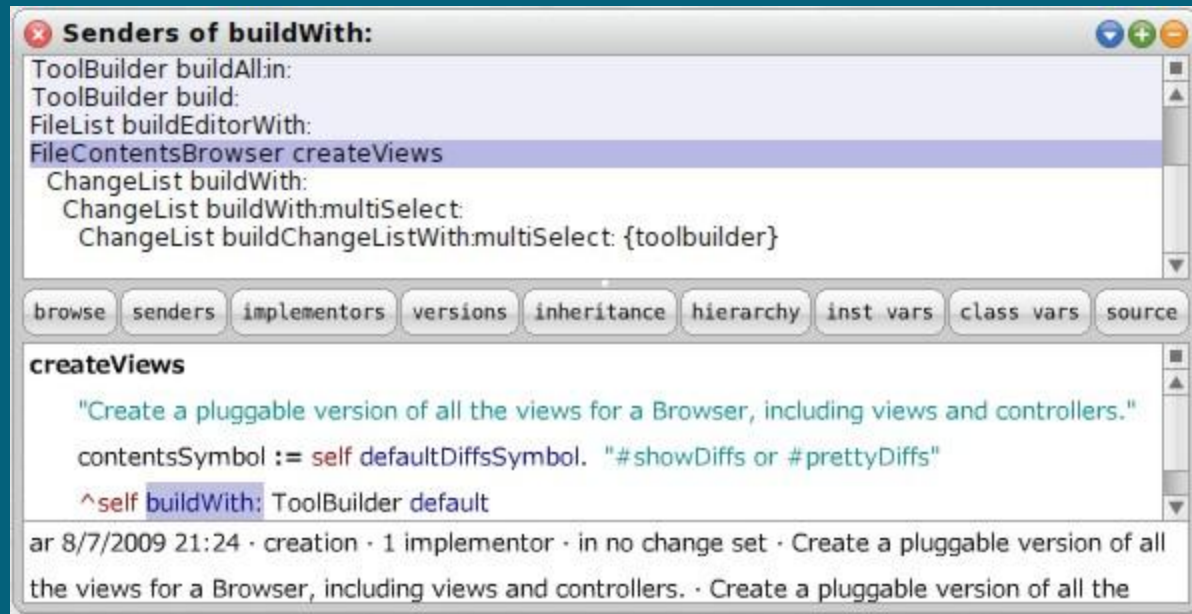 Senders of buildWith:
ToolBuilder buildAll:in:
ToolBuilder build:
FileList buildEditorWith:
FileContentsBrowser createViews
ChangeList buildWith:
ChangeList buildWith:multiSelect:
ChangeList buildChangeListWith:multiSelect: {toolbuilder}
browse senders implementors versions inheritance hierarchy inst vars class vars source
createViews
"Create a pluggable version of all the views for a Browser, including views and controllers."
contentsSymbol := self defaultDiffsSymbol. "#showDiffs or #prettyDiffs"
^self buildWith: ToolBuilder default
ar 8/7/2009 21:24 · creation · 1 implementor · in no change set · Create a pluggable version of all
the views for a Browser, including views and controllers. · Create a pluggable version of all the